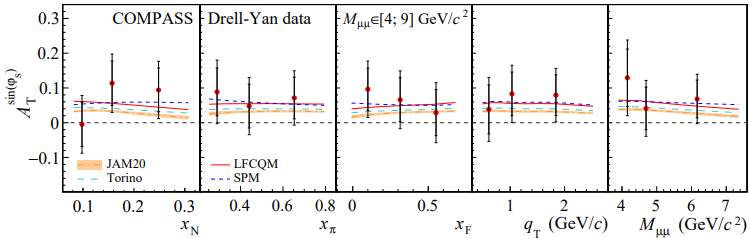 COMPASS
Drell-Yan data
M_μμ∈[4; 9] GeV/c²
A_T^sin(φ_S)
0.3
0.2
0.1
0
−0.1
JAM20
Torino
LFCQM
SPM
0.1 0.2 0.3
0.4 0.6 0.8
0 0.5
1 2
4 5 6 7
x_N
x_π
x_F
q_T (GeV/c)
M_μμ (GeV/c²)